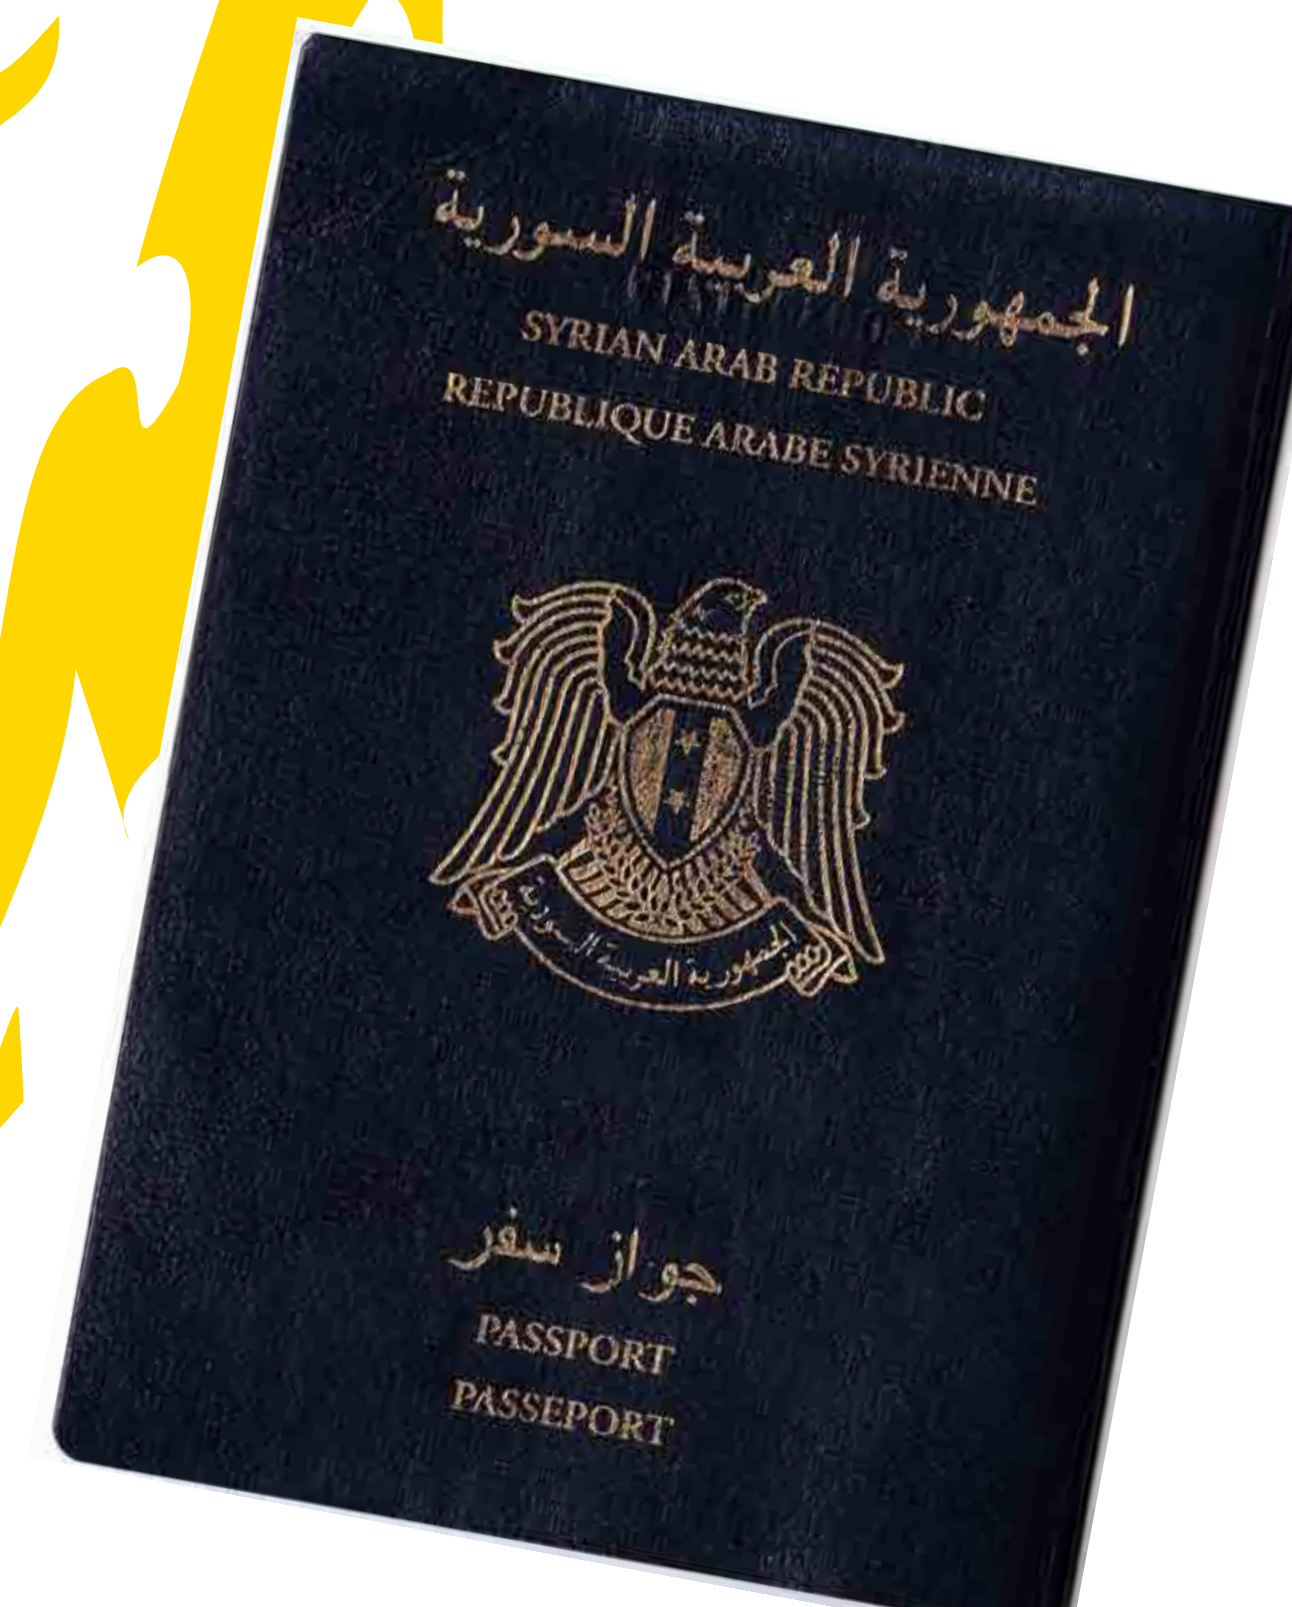 الجمهورية العربية السورية
SYRIAN ARAB REPUBLIC
REPUBLIQUE ARABE SYRIENNE
الجمهورية العربية السورية
جواز سفر
PASSPORT
PASSEPORT